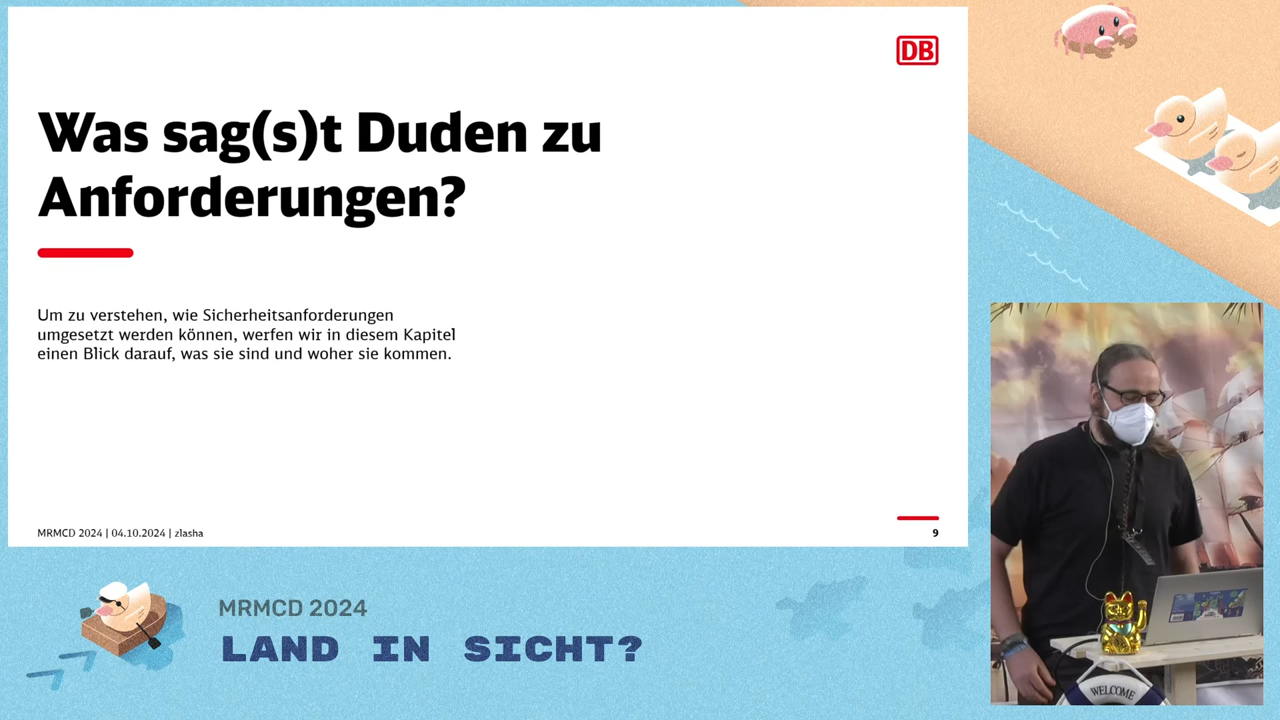 DB
Was sag(s)t Duden zu
Anforderungen?
Um zu verstehen, wie Sicherheitsanforderungen
umgesetzt werden können, werfen wir in diesem Kapitel
einen Blick darauf, was sie sind und woher sie kommen.
MRMCD 2024 | 04.10.2024 | zlasha
9
MRMCD 2024
LAND IN SICHT?
WELCOME